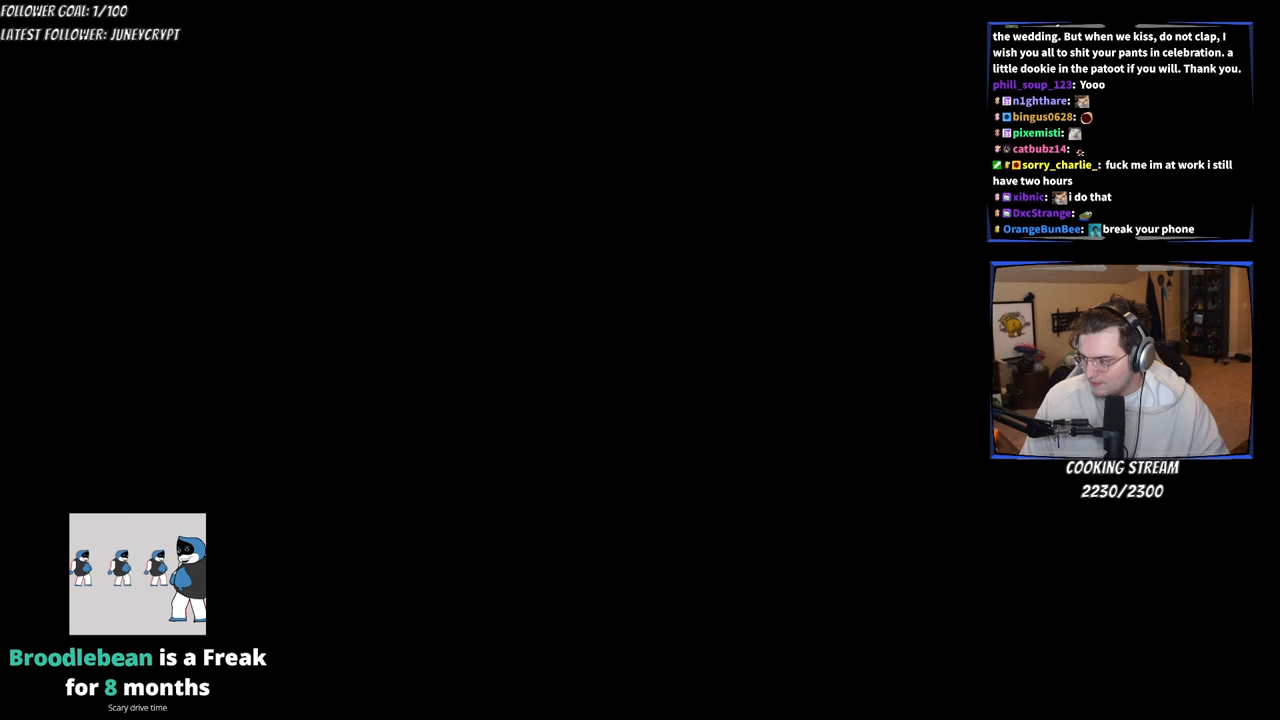 FOLLOWER GOAL: 1/100
LATEST FOLLOWER: JUNEYCRYPT
the wedding. But when we kiss, do not clap, I
wish you all to shit your pants in celebration. a
little dookie in the patoot if you will. Thank you.
phill_soup_123: Yooo
n1ghthare:
bingus0628:
pixemisti:
catbubz14:
sorry_charlie_: fuck me im at work i still
have two hours
xibnic: i do that
DxcStrange:
OrangeBunBee: break your phone
COOKING STREAM
2230/2300
Broodlebean is a Freak
for 8 months
Scary drive time